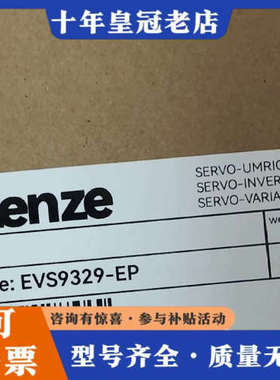 十年皇冠老店
enze
SERVO-UMRIC
SERVO-INVER
SERVO-VARIA
e: EVS9329-EP
咨询有惊喜·参与补贴活动
型号齐全·质量无忧
票